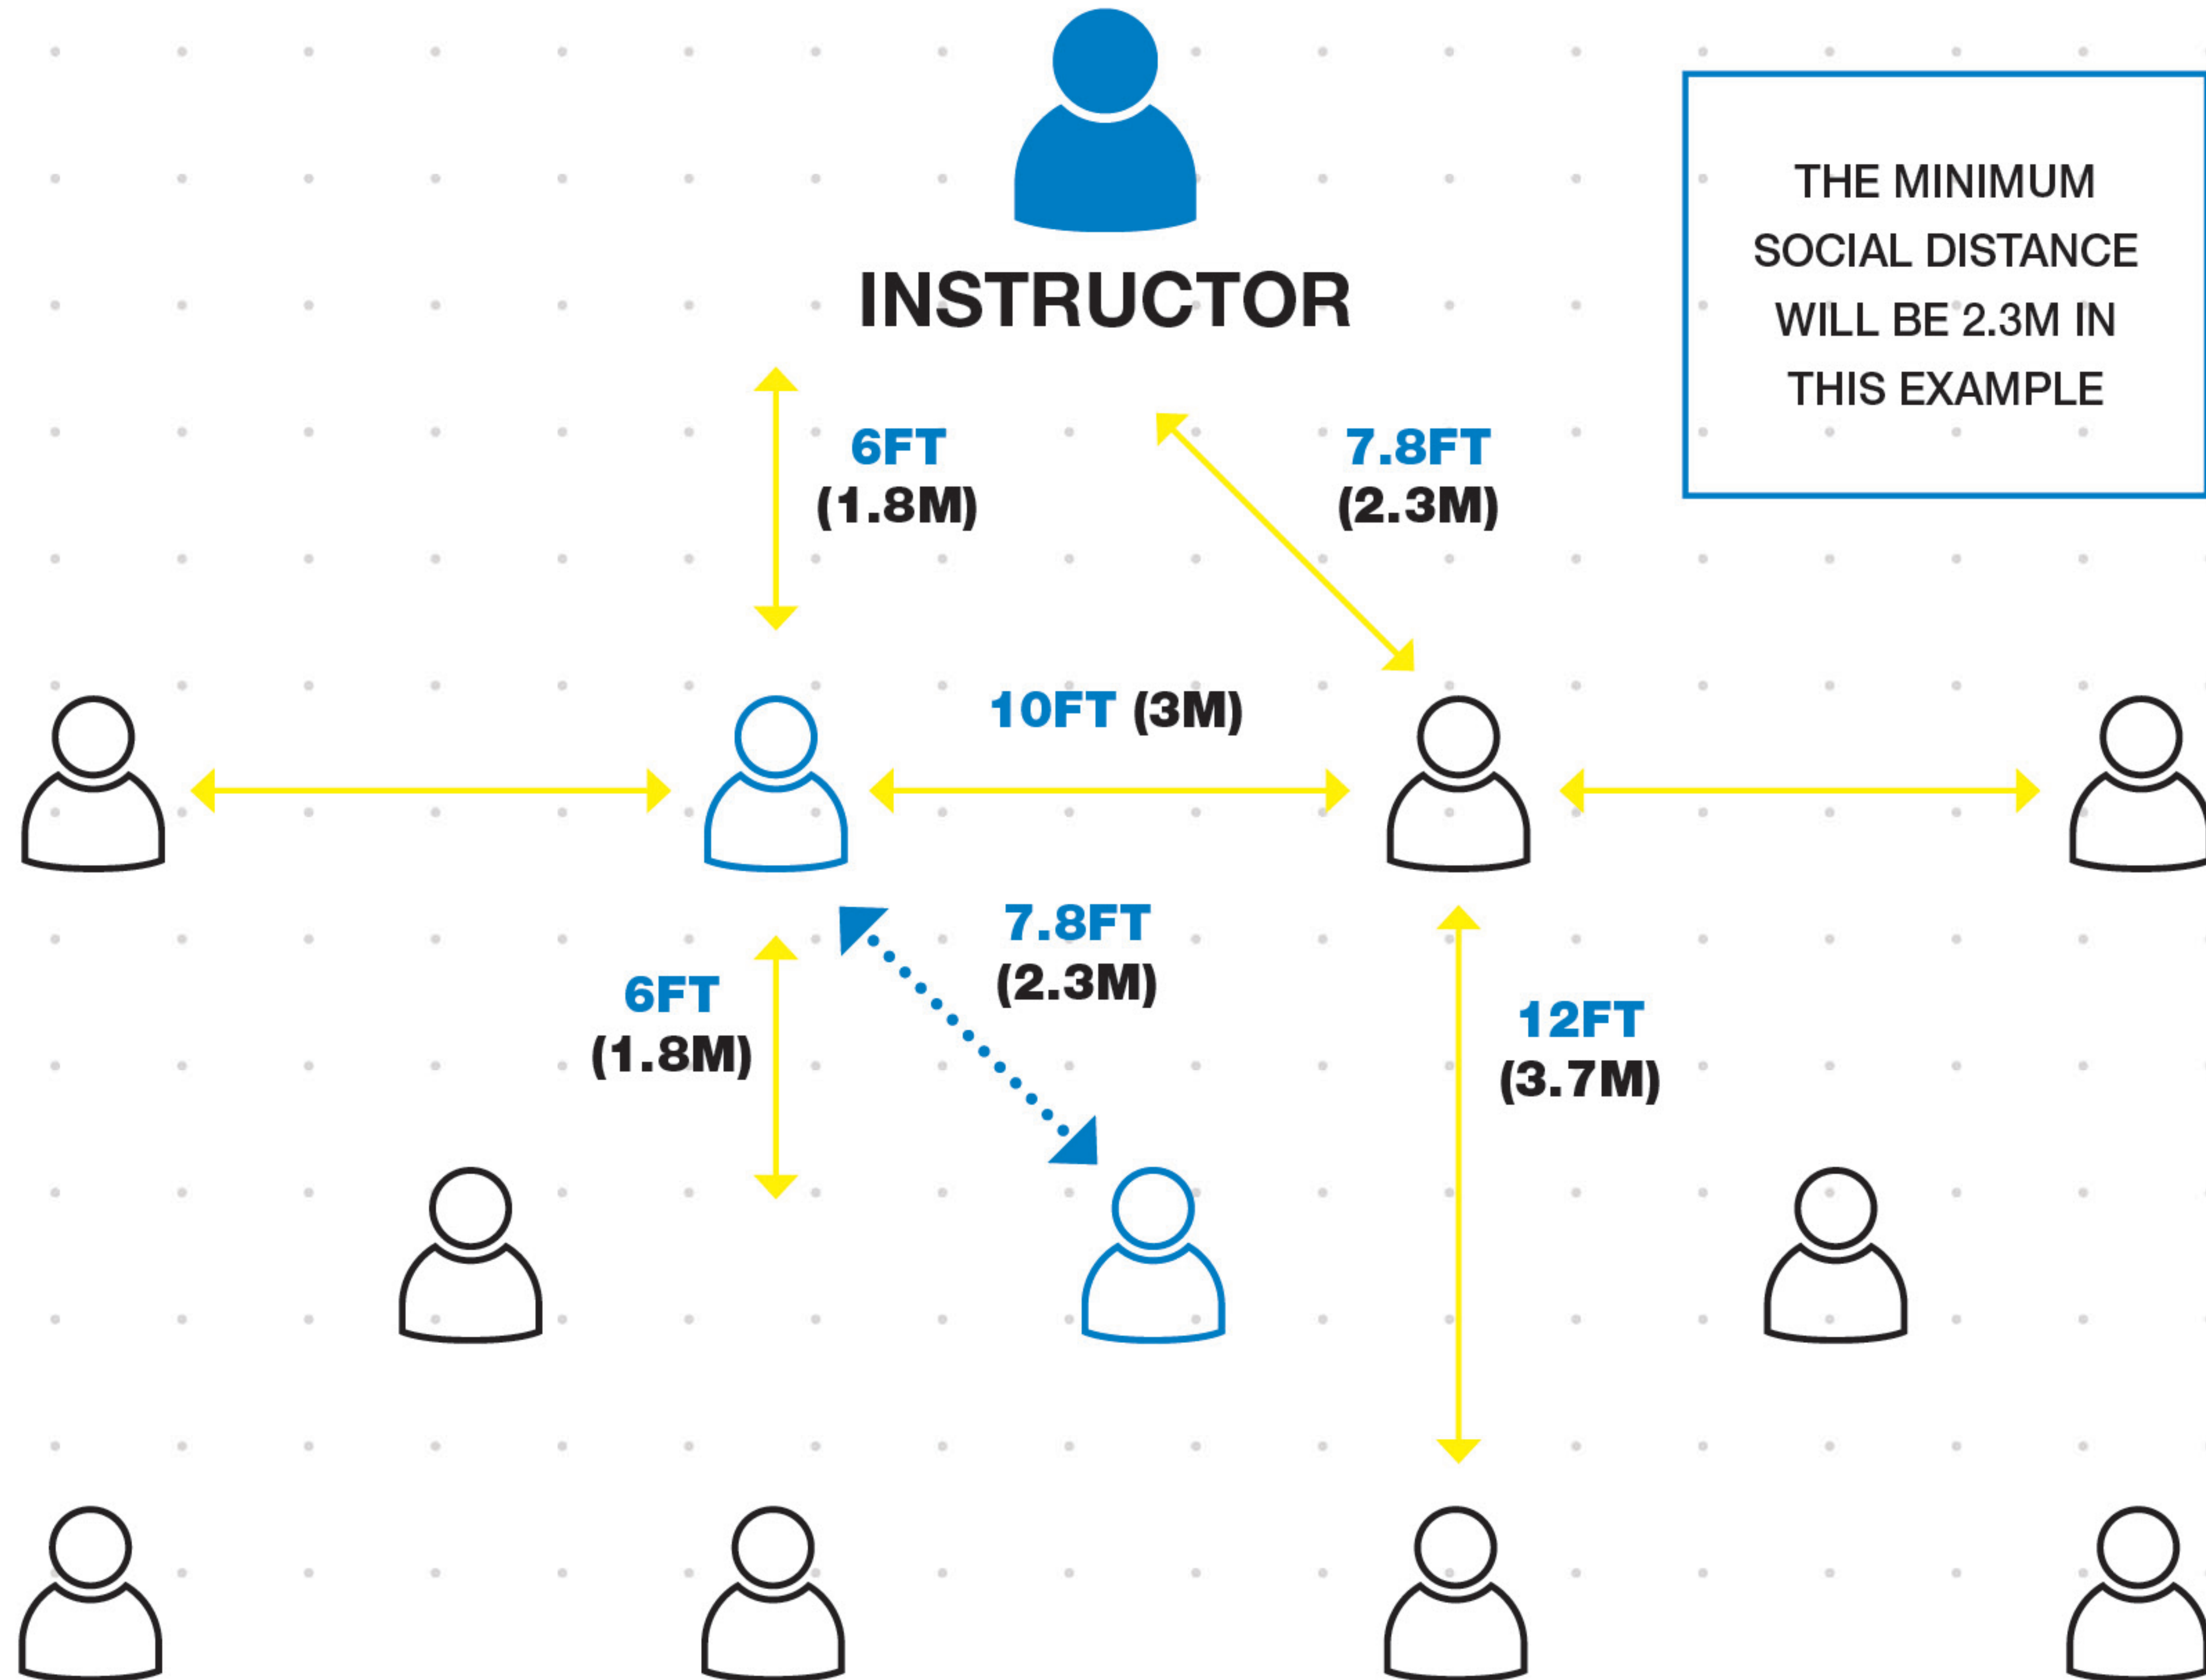 INSTRUCTOR
THE MINIMUM
SOCIAL DISTANCE
WILL BE 2.3M IN
THIS EXAMPLE
6FT
(1.8M)
7.8FT
(2.3M)
10FT (3M)
7.8FT
(2.3M)
6FT
(1.8M)
12FT
(3.7M)